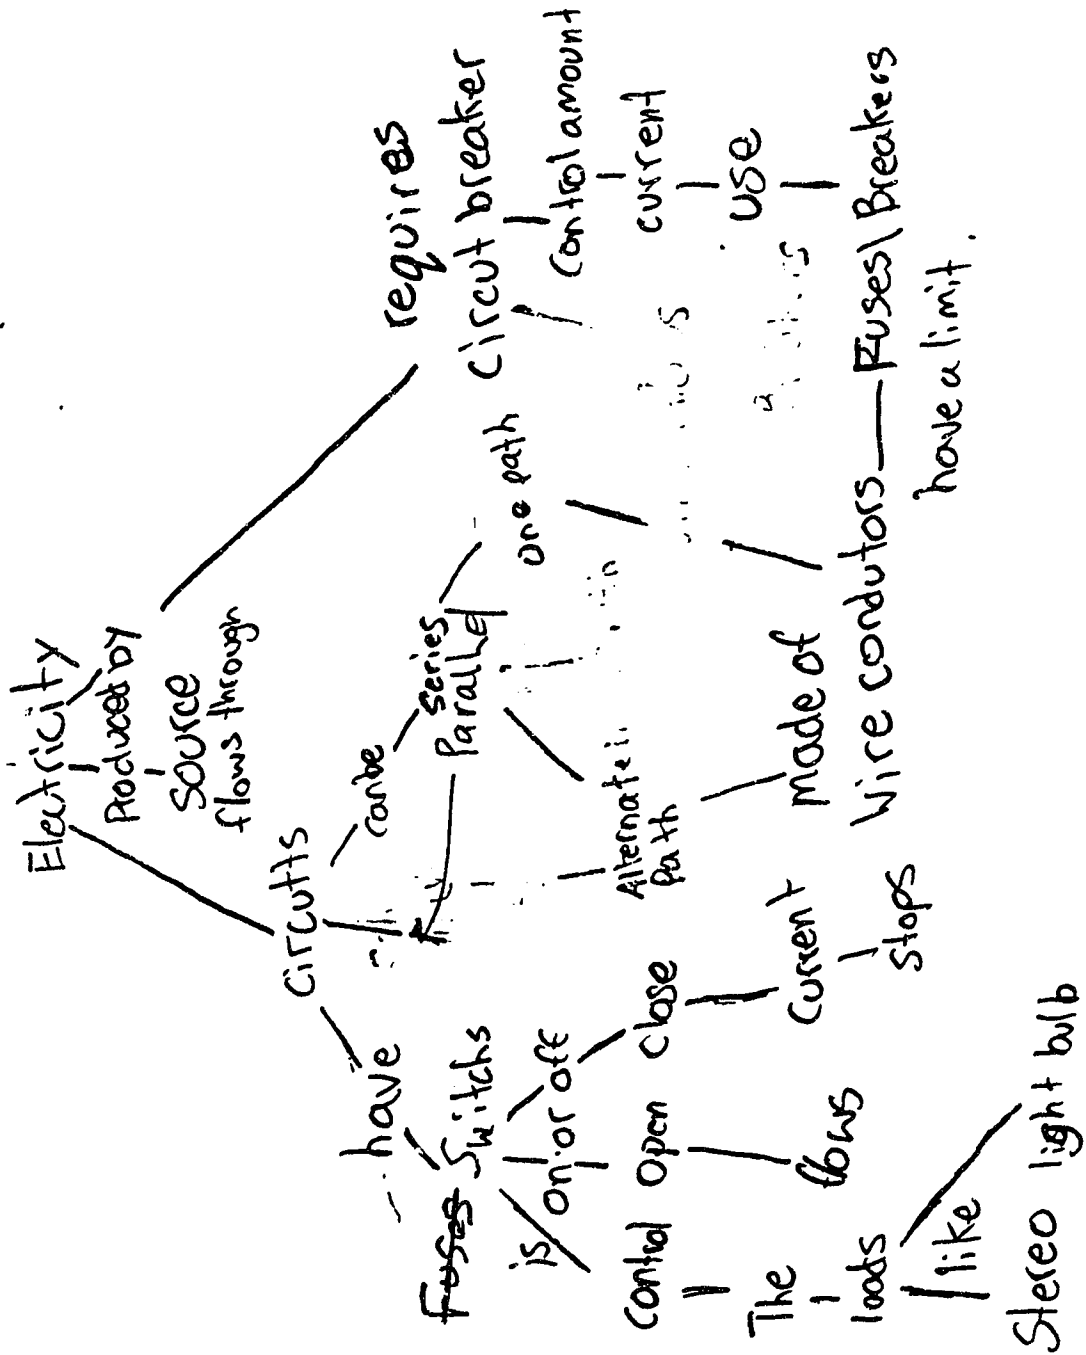 Electricity
Produced by
Source
flows through
requires
Circut breaker
Control amount
current
use
Fuses\Breakers
have a limit.
Circutts
can be
series
Parallel
one path
Alternate
Path
made of
Wire condutors
have
Fuses Switchs
is
on or off
Control
The
loads
like
Stereo light bulb
open
flows
Close
Current
Stops